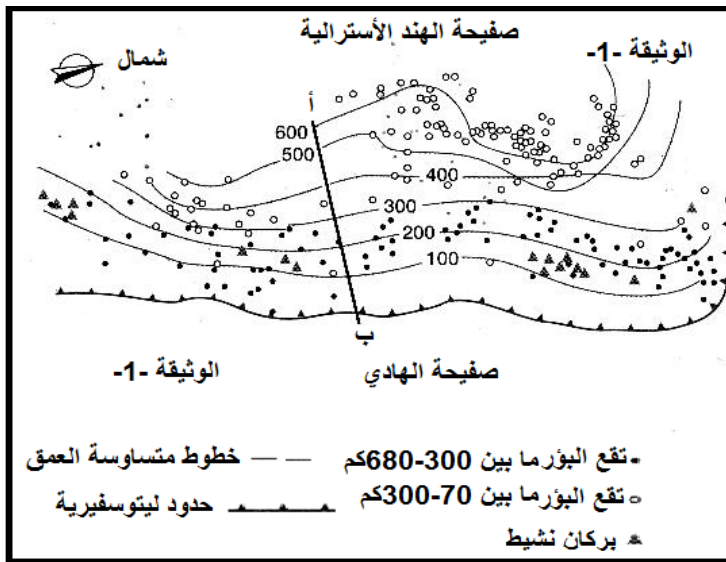 صفيحة الهند الأسترالية
الوثيقة -1-
شمال
أ
600
500
400
300
200
100
ب
صفيحة الهادي
الوثيقة -1-
تقع البؤرما بين 300-680كم
خطوط متساوسة العمق
تقع البؤرما بين 70-300كم
حدود ليتوسفيرية
بركان نشيط